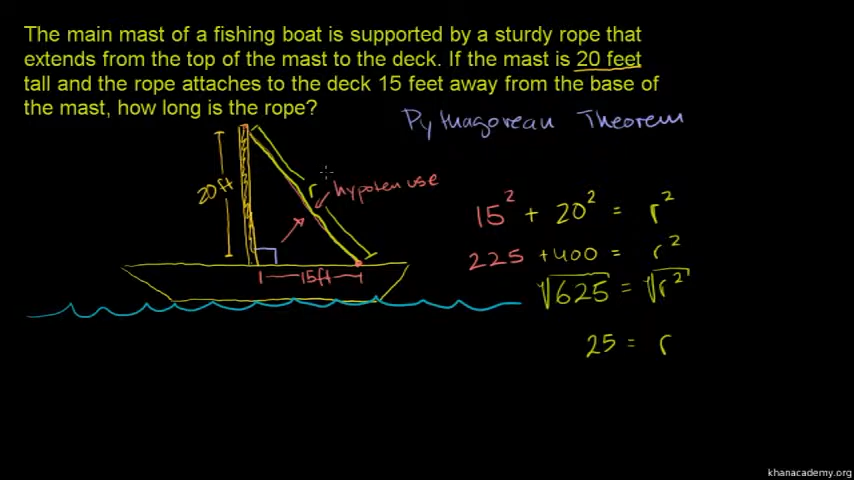 The main mast of a fishing boat is supported by a sturdy rope that
extends from the top of the mast to the deck. If the mast is 20 feet
tall and the rope attaches to the deck 15 feet away from the base of
the mast, how long is the rope?
Pythagorean Theorem
20ft
r
hypotenuse
15ft
15² + 20² = r²
225 + 400 = r²
√625 = √r²
25 = r
khanacademy.org